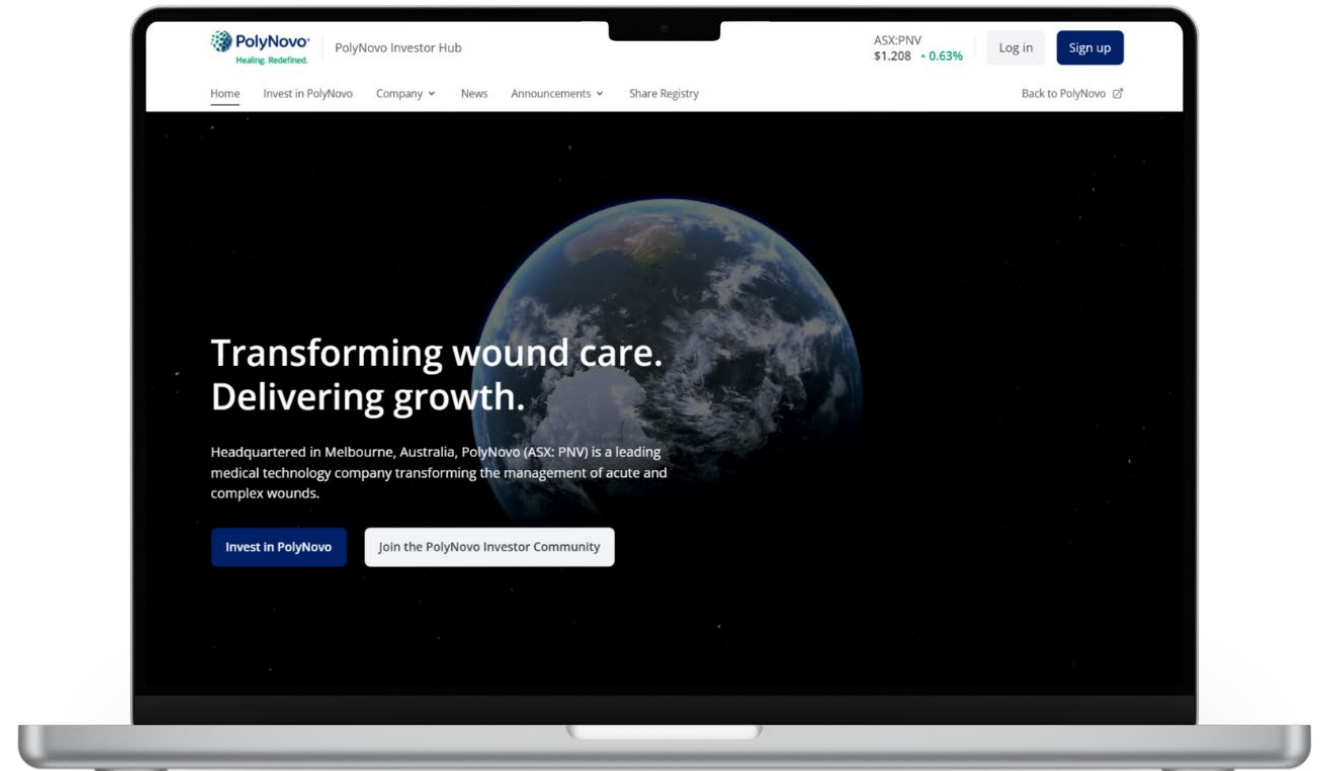 PolyNovo®
Healing. Redefined.
PolyNovo Investor Hub
ASX:PNV
$1.208 0.63%
Log in
Sign up
Home Invest in PolyNovo Company News Announcements Share Registry Back to PolyNovo
Transforming wound care.
Delivering growth.
Headquartered in Melbourne, Australia, PolyNovo (ASX: PNV) is a leading
medical technology company transforming the management of acute and
complex wounds.
Invest in PolyNovo
Join the PolyNovo Investor Community